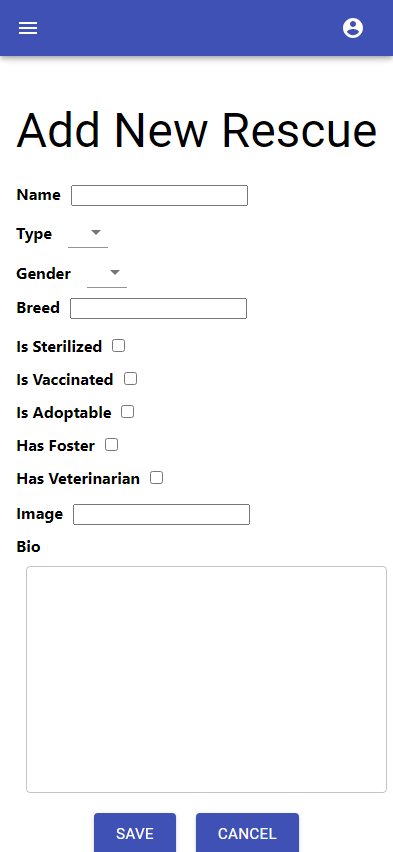 Add New Rescue
Name
Type
Gender
Breed
Is Sterilized
Is Vaccinated
Is Adoptable
Has Foster
Has Veterinarian
Image
Bio
SAVE CANCEL